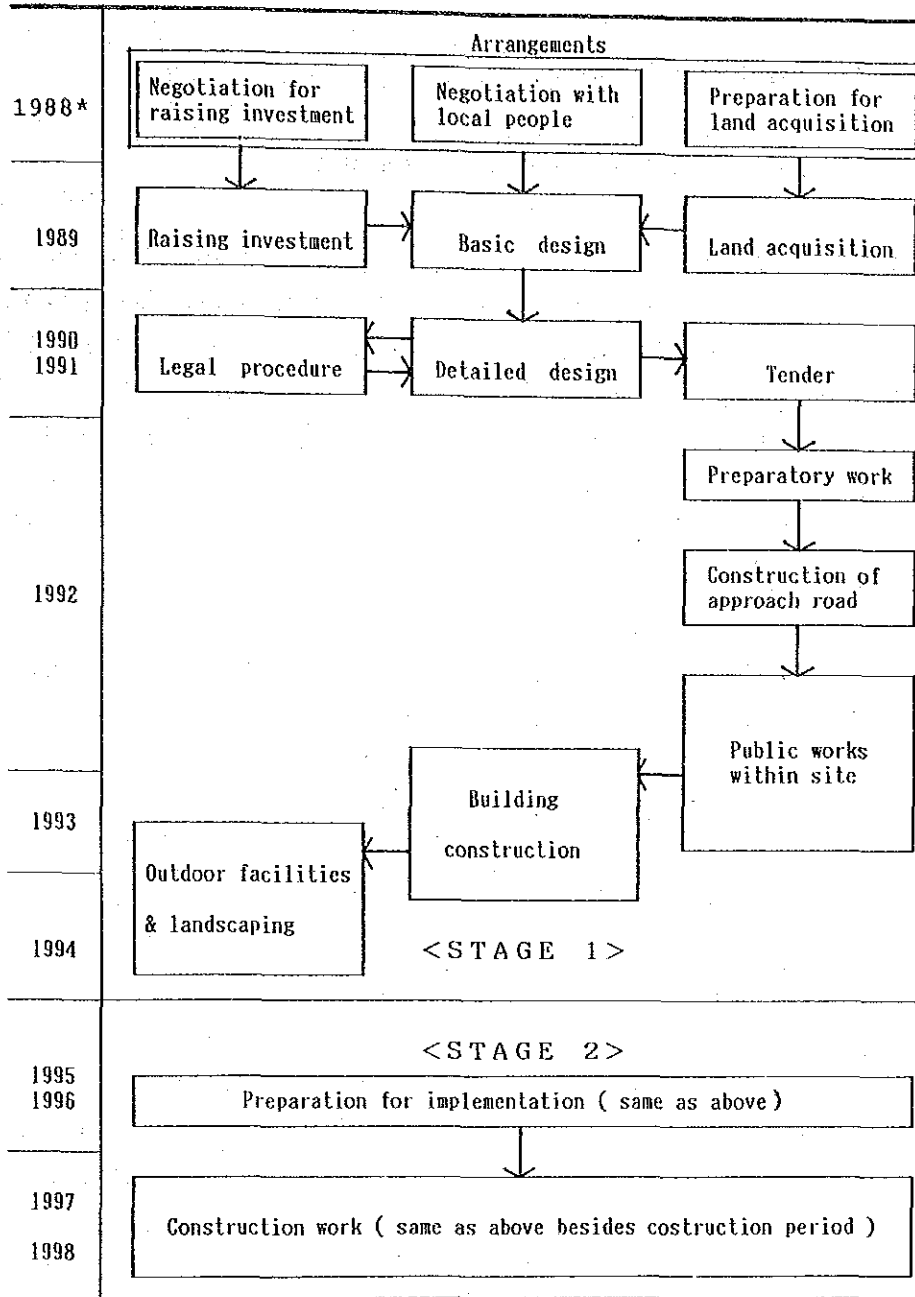 Arrangements
1988*
Negotiation for
raising investment
Negotiation with
local people
Preparation for
land acquisition
1989
Raising investment
Basic design
Land acquisition
1990
1991
Legal procedure
Detailed design
Tender
Preparatory work
1992
Construction of
approach road
Public works
within site
1993
Building
construction
Outdoor facilities
& landscaping
1994
<STAGE 1>
<STAGE 2>
1995
1996
Preparation for implementation ( same as above )
1997
1998
Construction work ( same as above besides costruction period )